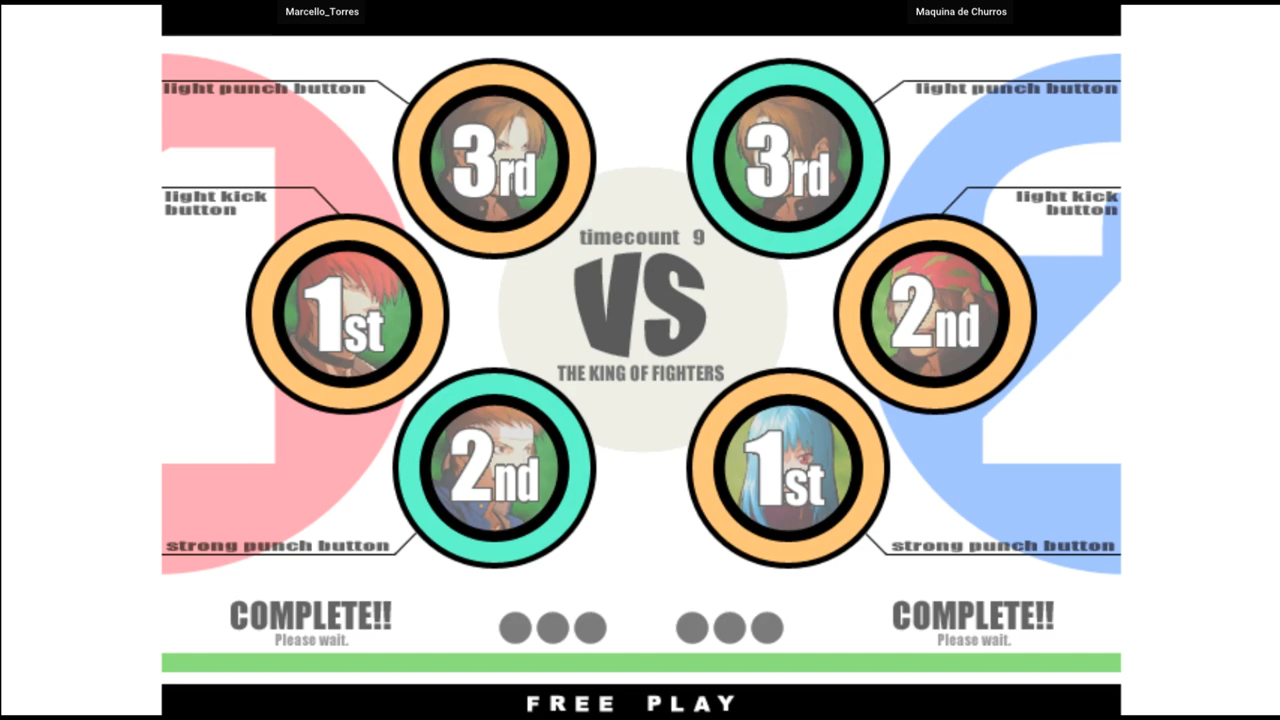 Marcello_Torres
Maquina de Churros
light punch button
light punch button
3rd
3rd
light kick
button
light kick
button
timecount 9
VS
THE KING OF FIGHTERS
1st
2nd
2nd
1st
strong punch button
strong punch button
COMPLETE!!
Please wait.
COMPLETE!!
Please wait.
FREE PLAY
1
2